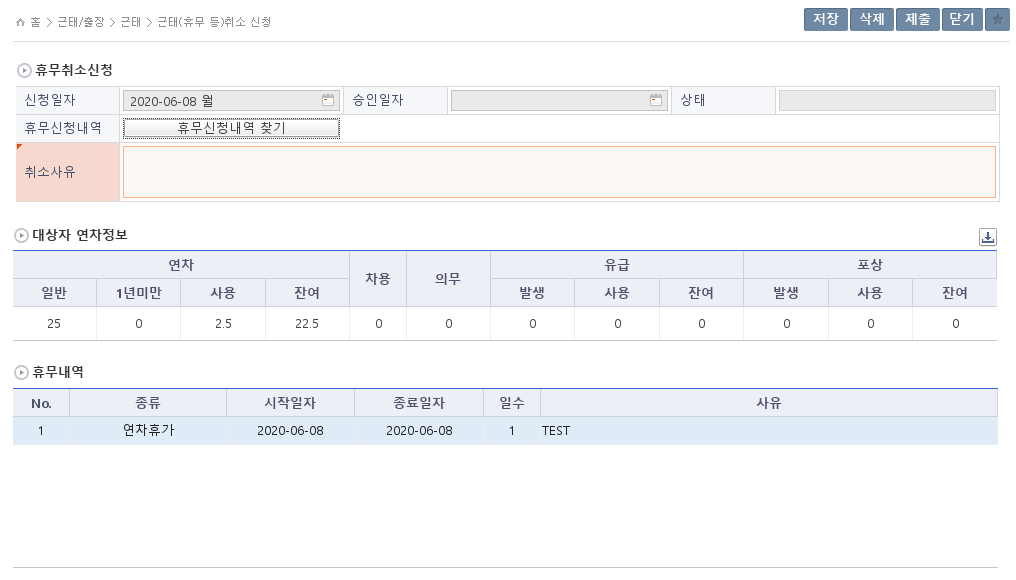 홈 > 근태/출장 > 근태 > 근태(휴무 등)취소 신청
저장 삭제 제출 닫기
휴무취소신청
신청일자 2020-06-08 월 승인일자 상태
휴무신청내역 휴무신청내역 찾기
취소사유
대상자 연차정보
연차 차용 의무 유급 포상
일반 1년미만 사용 잔여 발생 사용 잔여 발생 사용 잔여
25 0 2.5 22.5 0 0 0 0 0 0 0 0
휴무내역
No. 종류 시작일자 종료일자 일수 사유
1 연차휴가 2020-06-08 2020-06-08 1 TEST